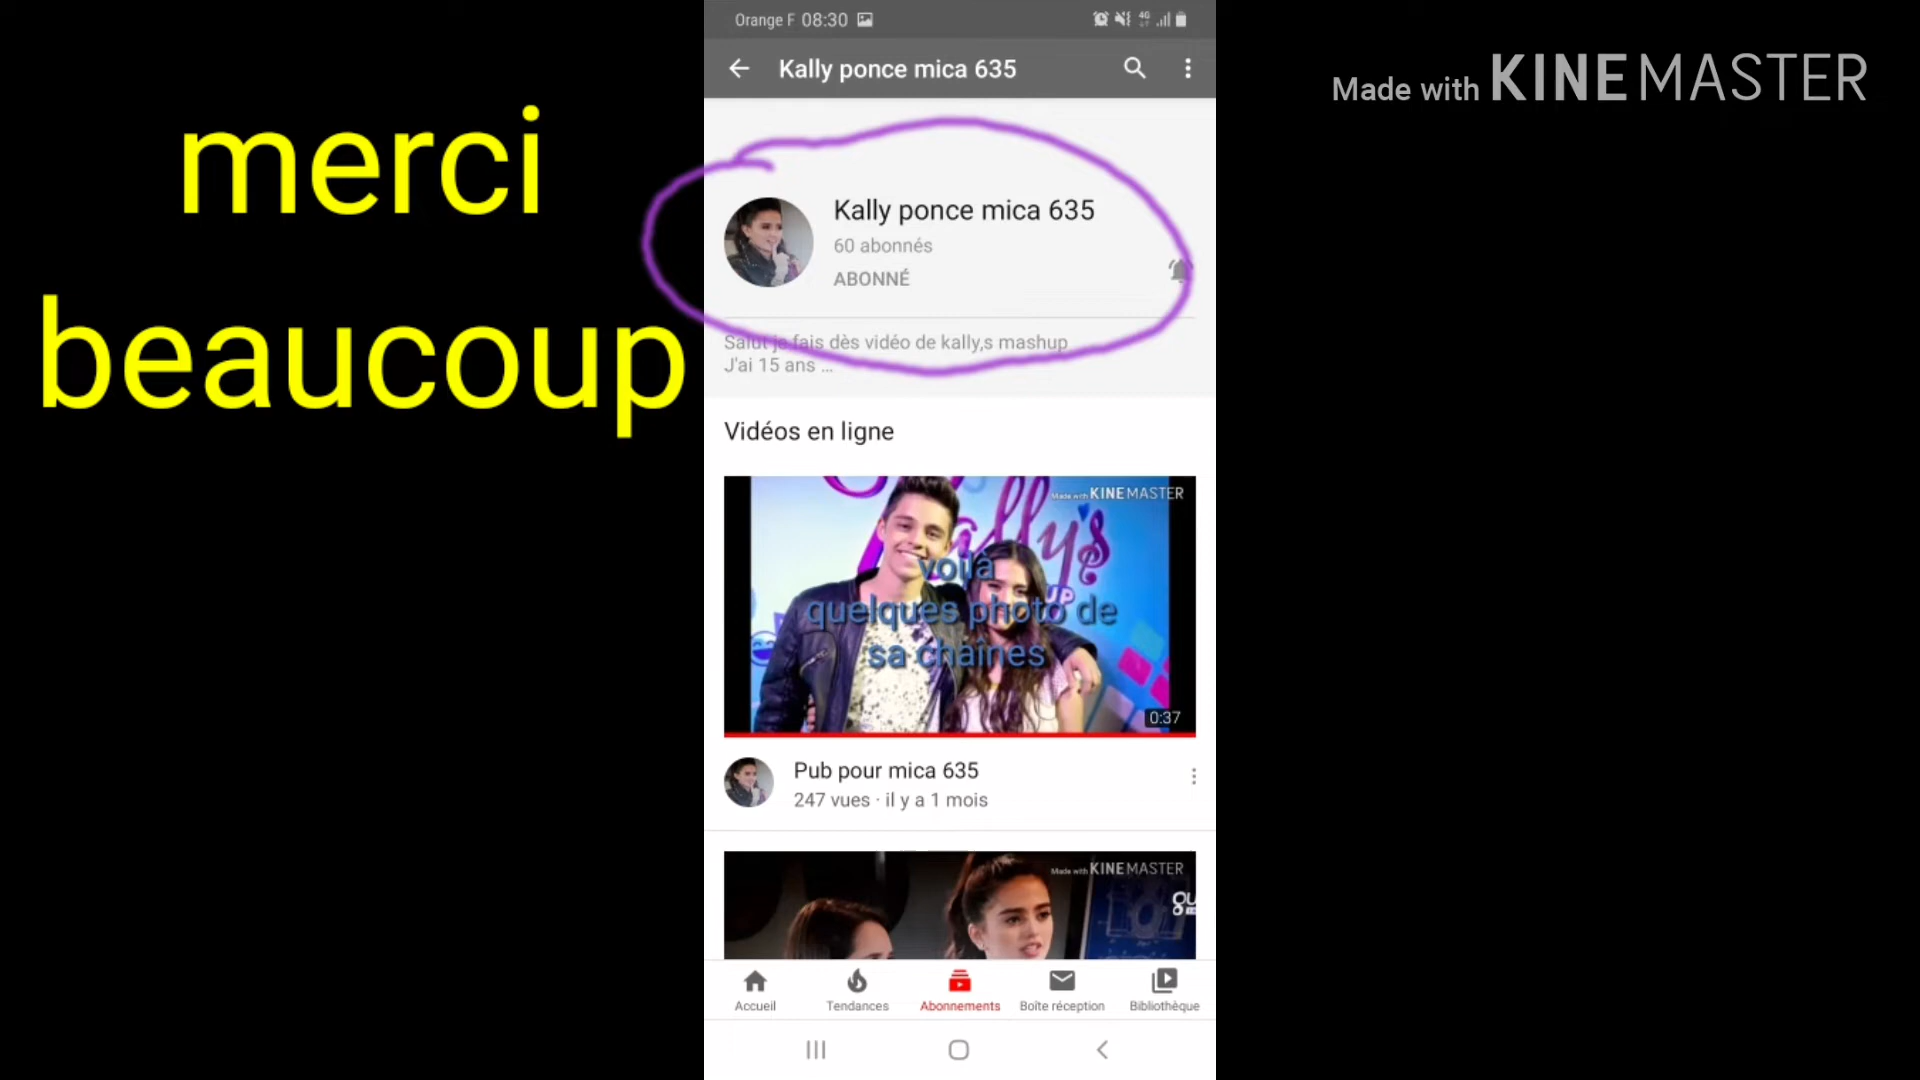 merci
beaucoup
Made with KINEMASTER
Orange F 08:30
4G
Kally ponce mica 635
Kally ponce mica 635
60 abonnés
ABONNÉ
Salut je fais dès vidéo de kally,s mashup
J'ai 15 ans ...
Vidéos en ligne
Made with KINEMASTER
Kally's
UP
voilà
quelques photo de
sa chaînes
0:37
Pub pour mica 635
247 vues · il y a 1 mois
Made with KINEMASTER
Accueil
Tendances
Abonnements
Boîte réception
Bibliothèque